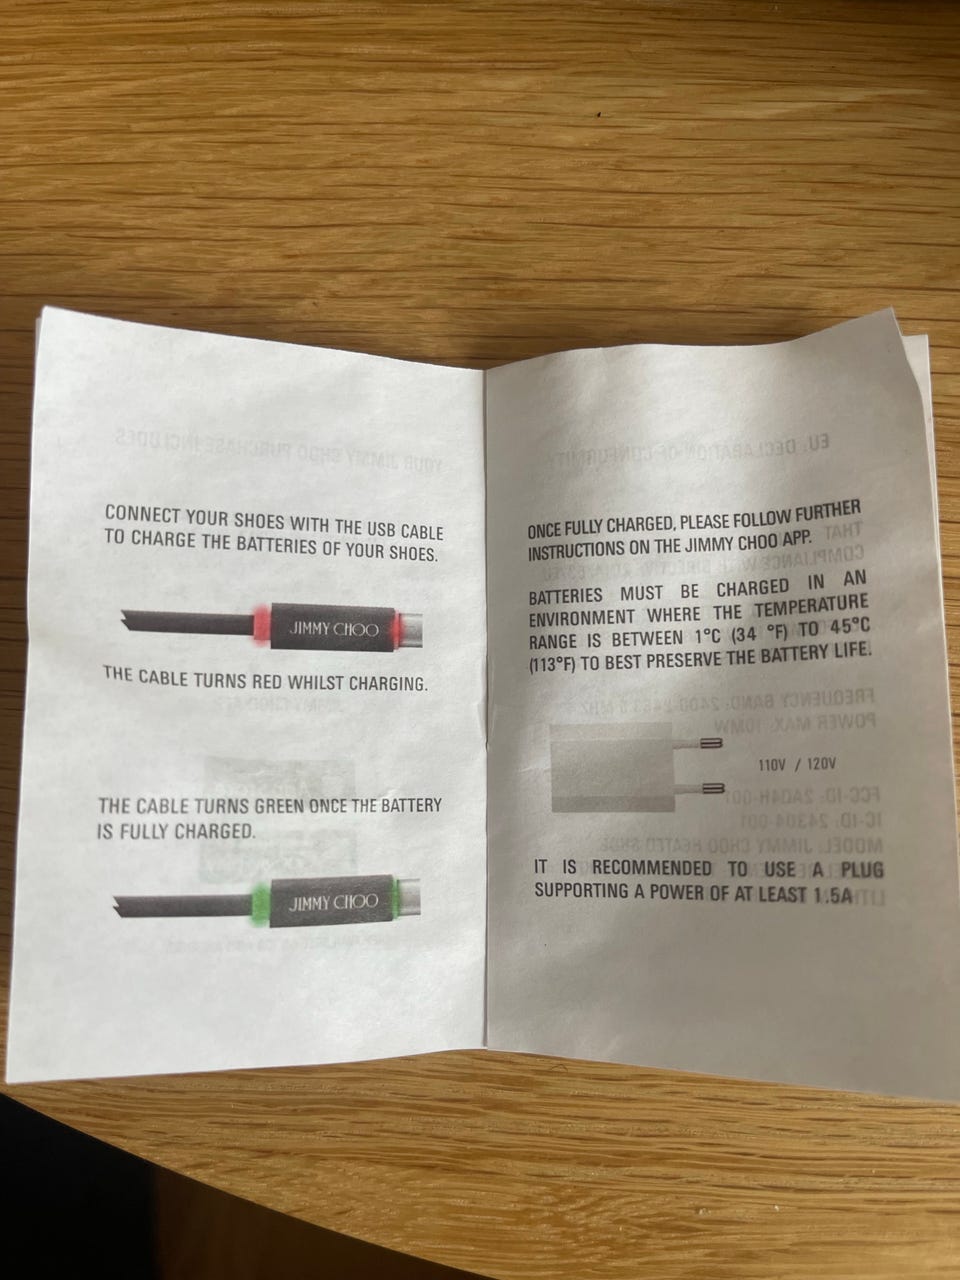 CONNECT YOUR SHOES WITH THE USB CABLE
TO CHARGE THE BATTERIES OF YOUR SHOES.
JIMMY CHOO
THE CABLE TURNS RED WHILST CHARGING.
THE CABLE TURNS GREEN ONCE THE BATTERY
IS FULLY CHARGED.
JIMMY CHOO
ONCE FULLY CHARGED, PLEASE FOLLOW FURTHER
INSTRUCTIONS ON THE JIMMY CHOO APP.
BATTERIES MUST BE CHARGED IN AN
ENVIRONMENT WHERE THE TEMPERATURE
RANGE IS BETWEEN 1°C (34 °F) TO 45°C
(113°F) TO BEST PRESERVE THE BATTERY LIFE.
110V / 120V
IT IS RECOMMENDED TO USE A PLUG
SUPPORTING A POWER OF AT LEAST 1.5A